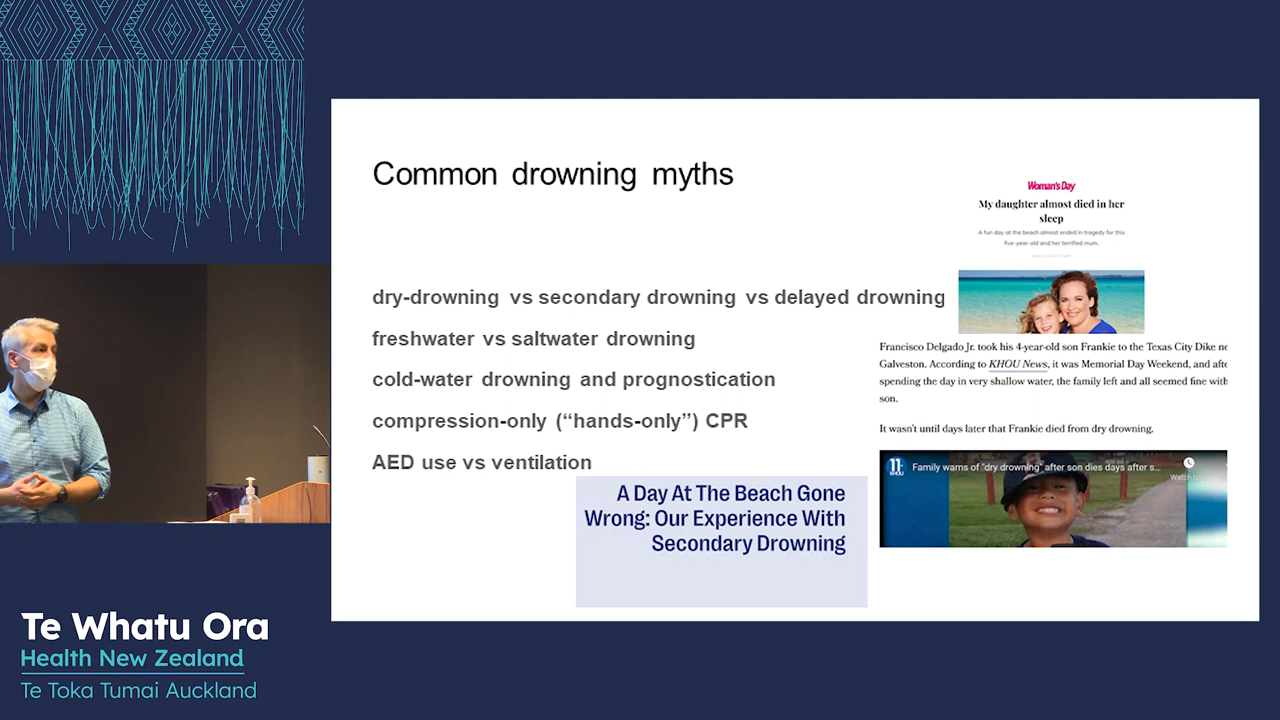 Common drowning myths
dry-drowning vs secondary drowning vs delayed drowning
freshwater vs saltwater drowning
cold-water drowning and prognostication
compression-only (“hands-only”) CPR
AED use vs ventilation
A Day At The Beach Gone
Wrong: Our Experience With
Secondary Drowning
Woman's Day
My daughter almost died in her
sleep
A fun day at the beach almost ended in tragedy for this
five-year-old and her terrified mum.
Francisco Delgado Jr. took his 4-year-old son Frankie to the Texas City Dike ne
Galveston. According to KHOU News, it was Memorial Day Weekend, and afte
spending the day in very shallow water, the family left and all seemed fine with
son.
It wasn't until days later that Frankie died from dry drowning.
11
KHOU
Family warns of "dry drowning" after son dies days after s...
Te Whatu Ora
Health New Zealand
Te Toka Tumai Auckland